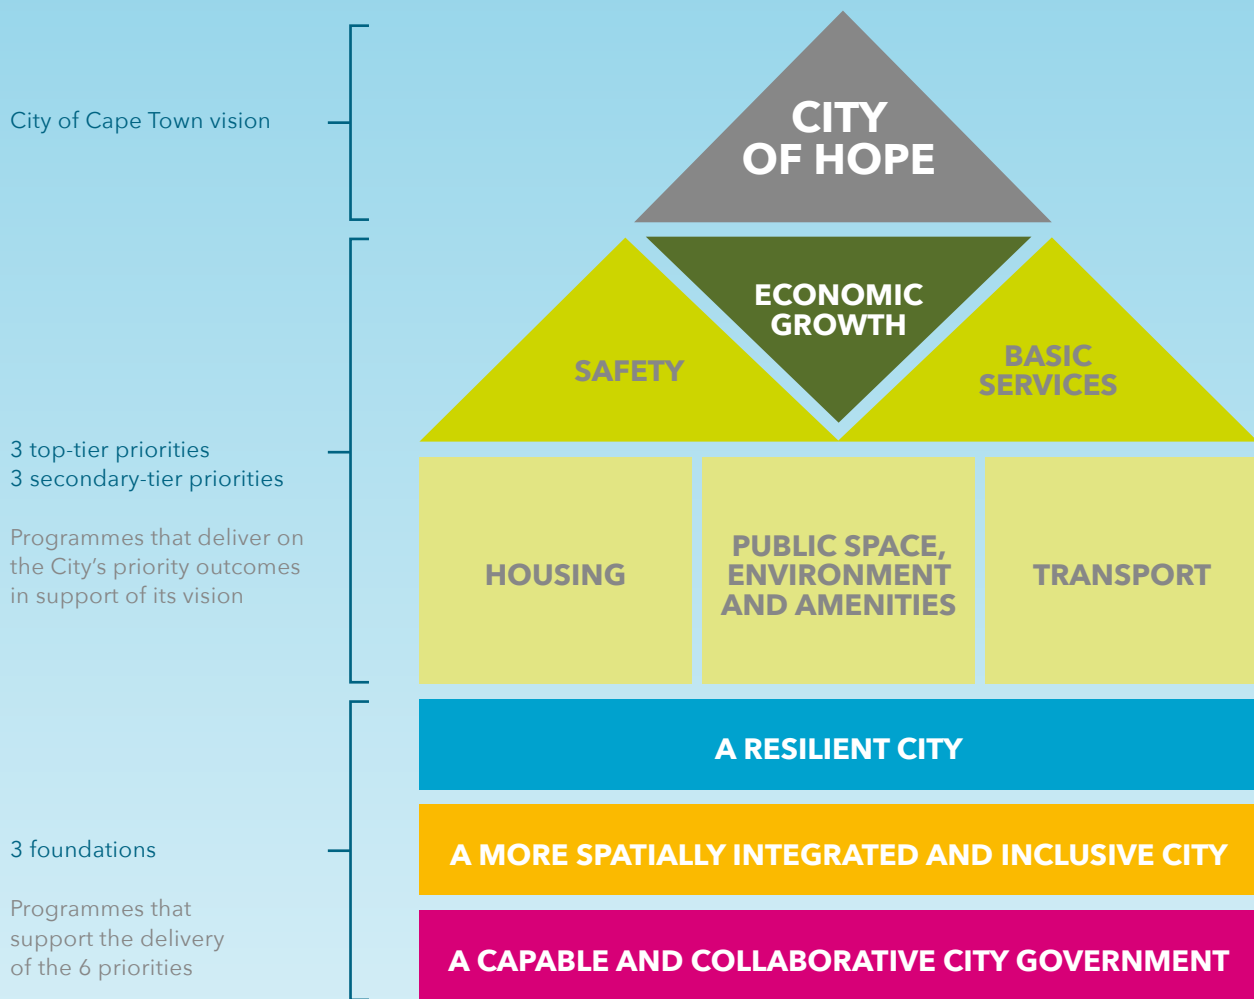 City of Cape Town vision
CITY
OF HOPE
ECONOMIC
GROWTH
SAFETY
BASIC
SERVICES
3 top-tier priorities
3 secondary-tier priorities
Programmes that deliver on
the City's priority outcomes
in support of its vision
HOUSING
PUBLIC SPACE,
ENVIRONMENT
AND AMENITIES
TRANSPORT
A RESILIENT CITY
3 foundations
Programmes that
support the delivery
of the 6 priorities
A MORE SPATIALLY INTEGRATED AND INCLUSIVE CITY
A CAPABLE AND COLLABORATIVE CITY GOVERNMENT